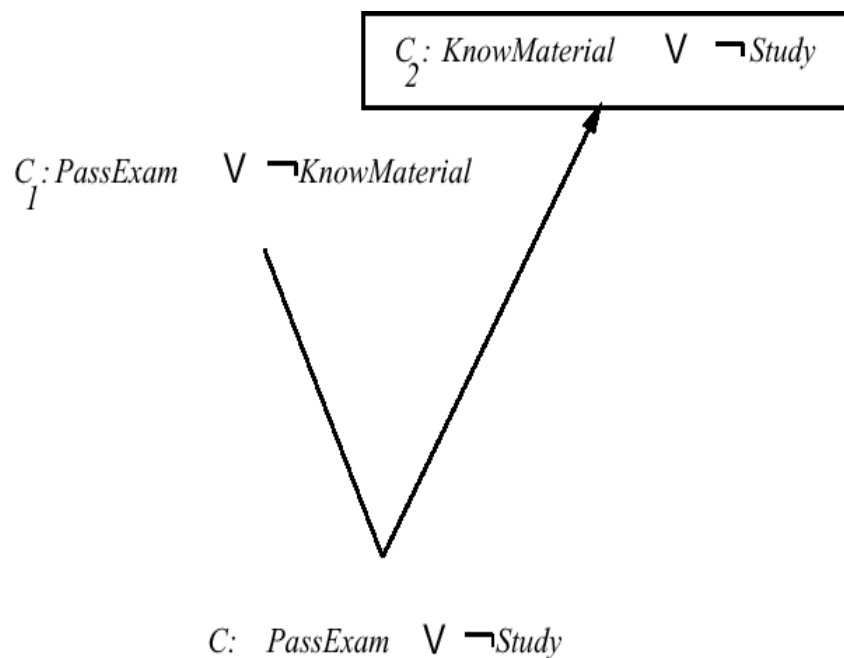 C2: KnowMaterial V ¬Study
C1: PassExam V ¬KnowMaterial
C: PassExam V ¬Study